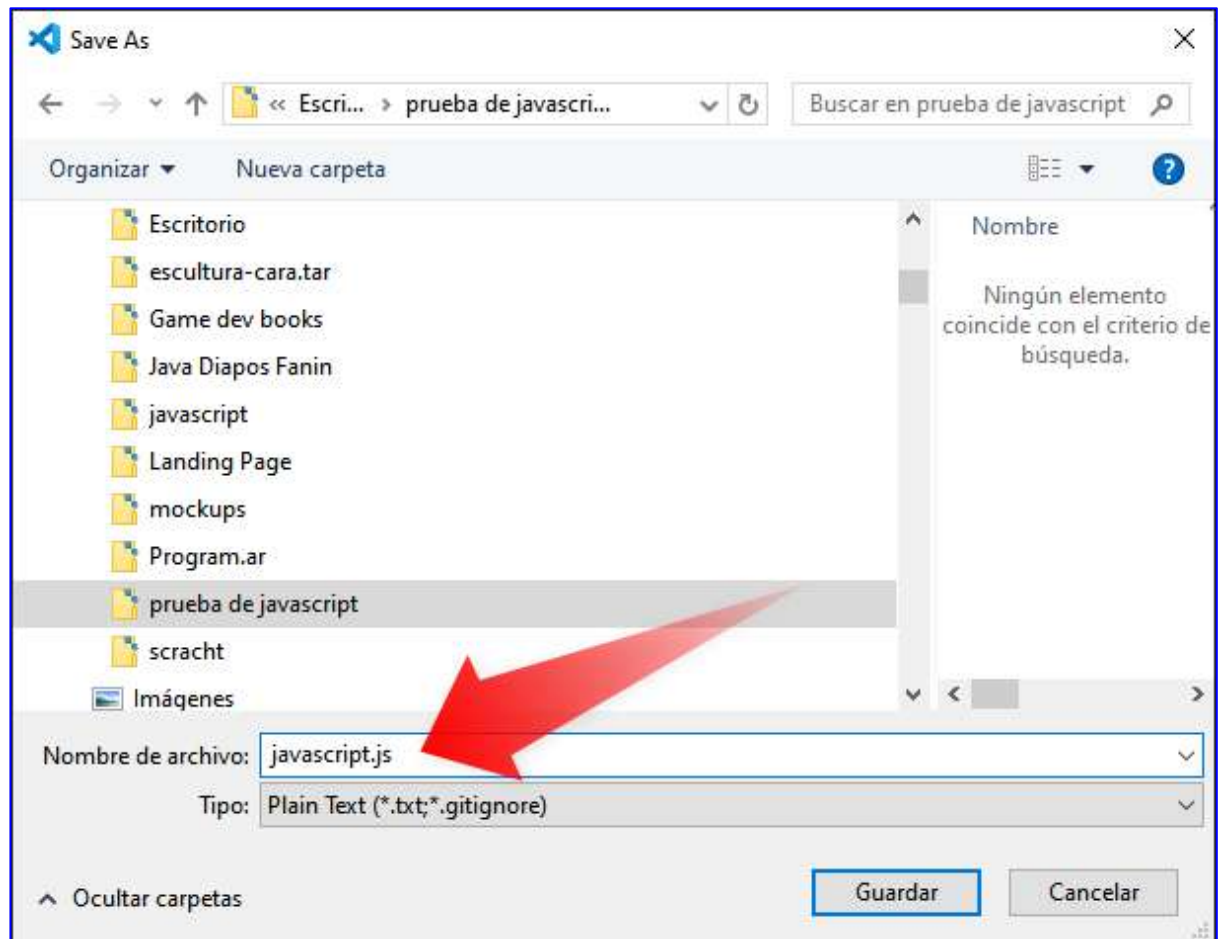 Save As
« Escri... › prueba de javascri...
Buscar en prueba de javascript
Organizar
Nueva carpeta
Escritorio
escultura-cara.tar
Game dev books
Java Diapos Fanin
javascript
Landing Page
mockups
Program.ar
prueba de javascript
scracht
Imágenes
Nombre
Ningún elemento
coincide con el criterio de
búsqueda.
Nombre de archivo: javascript.js
Tipo: Plain Text (*.txt;*.gitignore)
Ocultar carpetas
Guardar
Cancelar